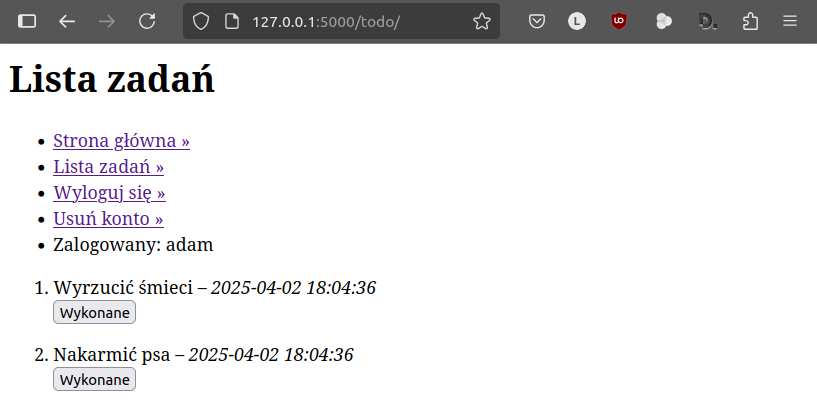 127.0.0.1:5000/todo/
L
Lista zadań
Strona główna »
Lista zadań »
Wyloguj się »
Usuń konto »
Zalogowany: adam
1. Wyrzucić śmieci – 2025-04-02 18:04:36
Wykonane
2. Nakarmić psa – 2025-04-02 18:04:36
Wykonane